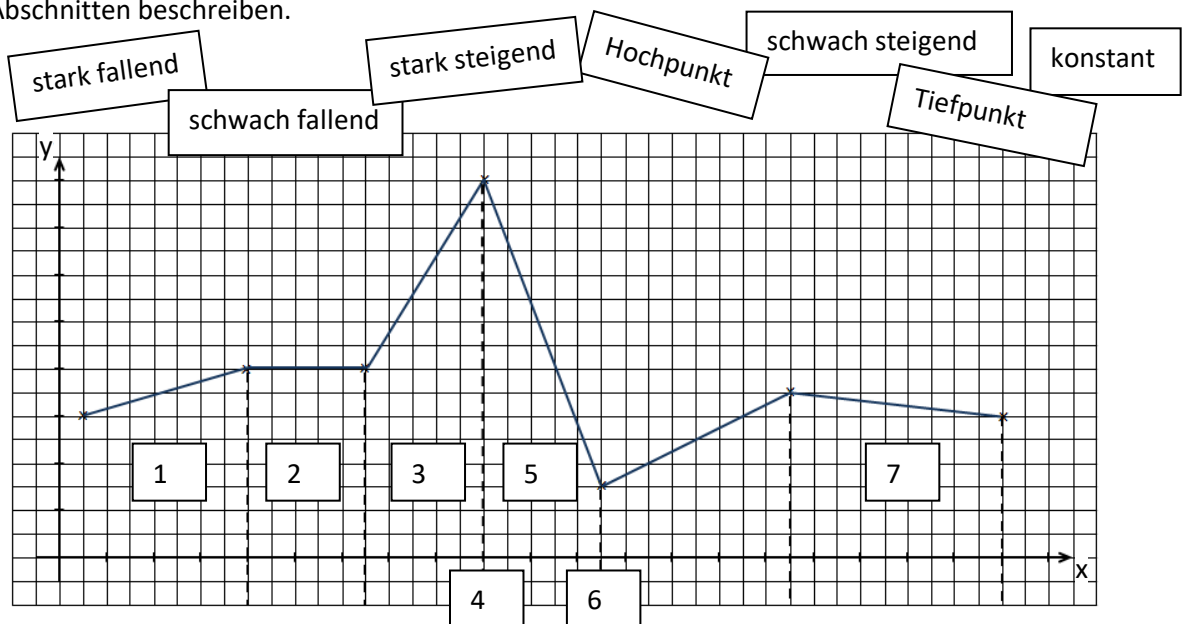 Abschnitten beschreiben.
stark fallend
schwach fallend
stark steigend
Hochpunkt
schwach steigend
Tiefpunkt
konstant
y
1
2
3
5
7
x
4
6